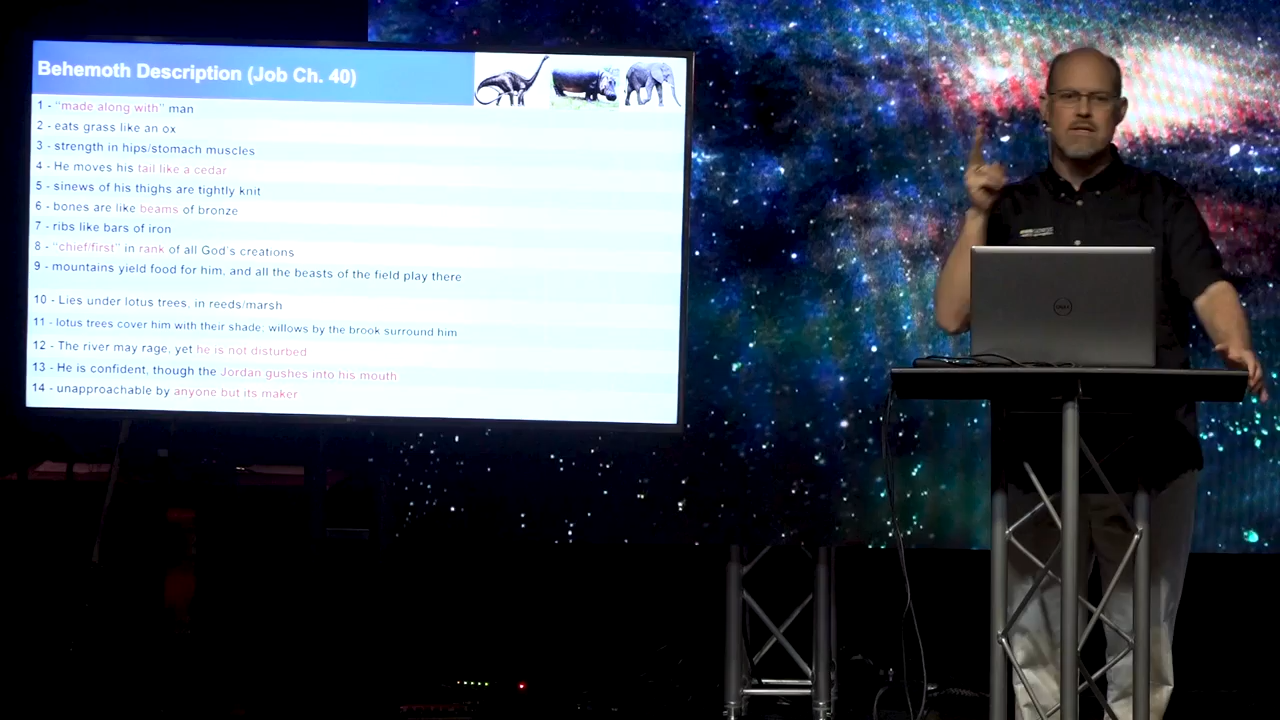 Behemoth Description (Job Ch. 40)
1 - "made along with" man
2 - eats grass like an ox
3 - strength in hips/stomach muscles
4 - He moves his tail like a cedar
5 - sinews of his thighs are tightly knit
6 - bones are like beams of bronze
7 - ribs like bars of iron
8 - "chief/first" in rank of all God's creations
9 - mountains yield food for him, and all the beasts of the field play there
10 - Lies under lotus trees, in reeds/marsh
11 - lotus trees cover him with their shade; willows by the brook surround him
12 - The river may rage, yet he is not disturbed
13 - He is confident, though the Jordan gushes into his mouth
14 - unapproachable by anyone but its maker
DELL